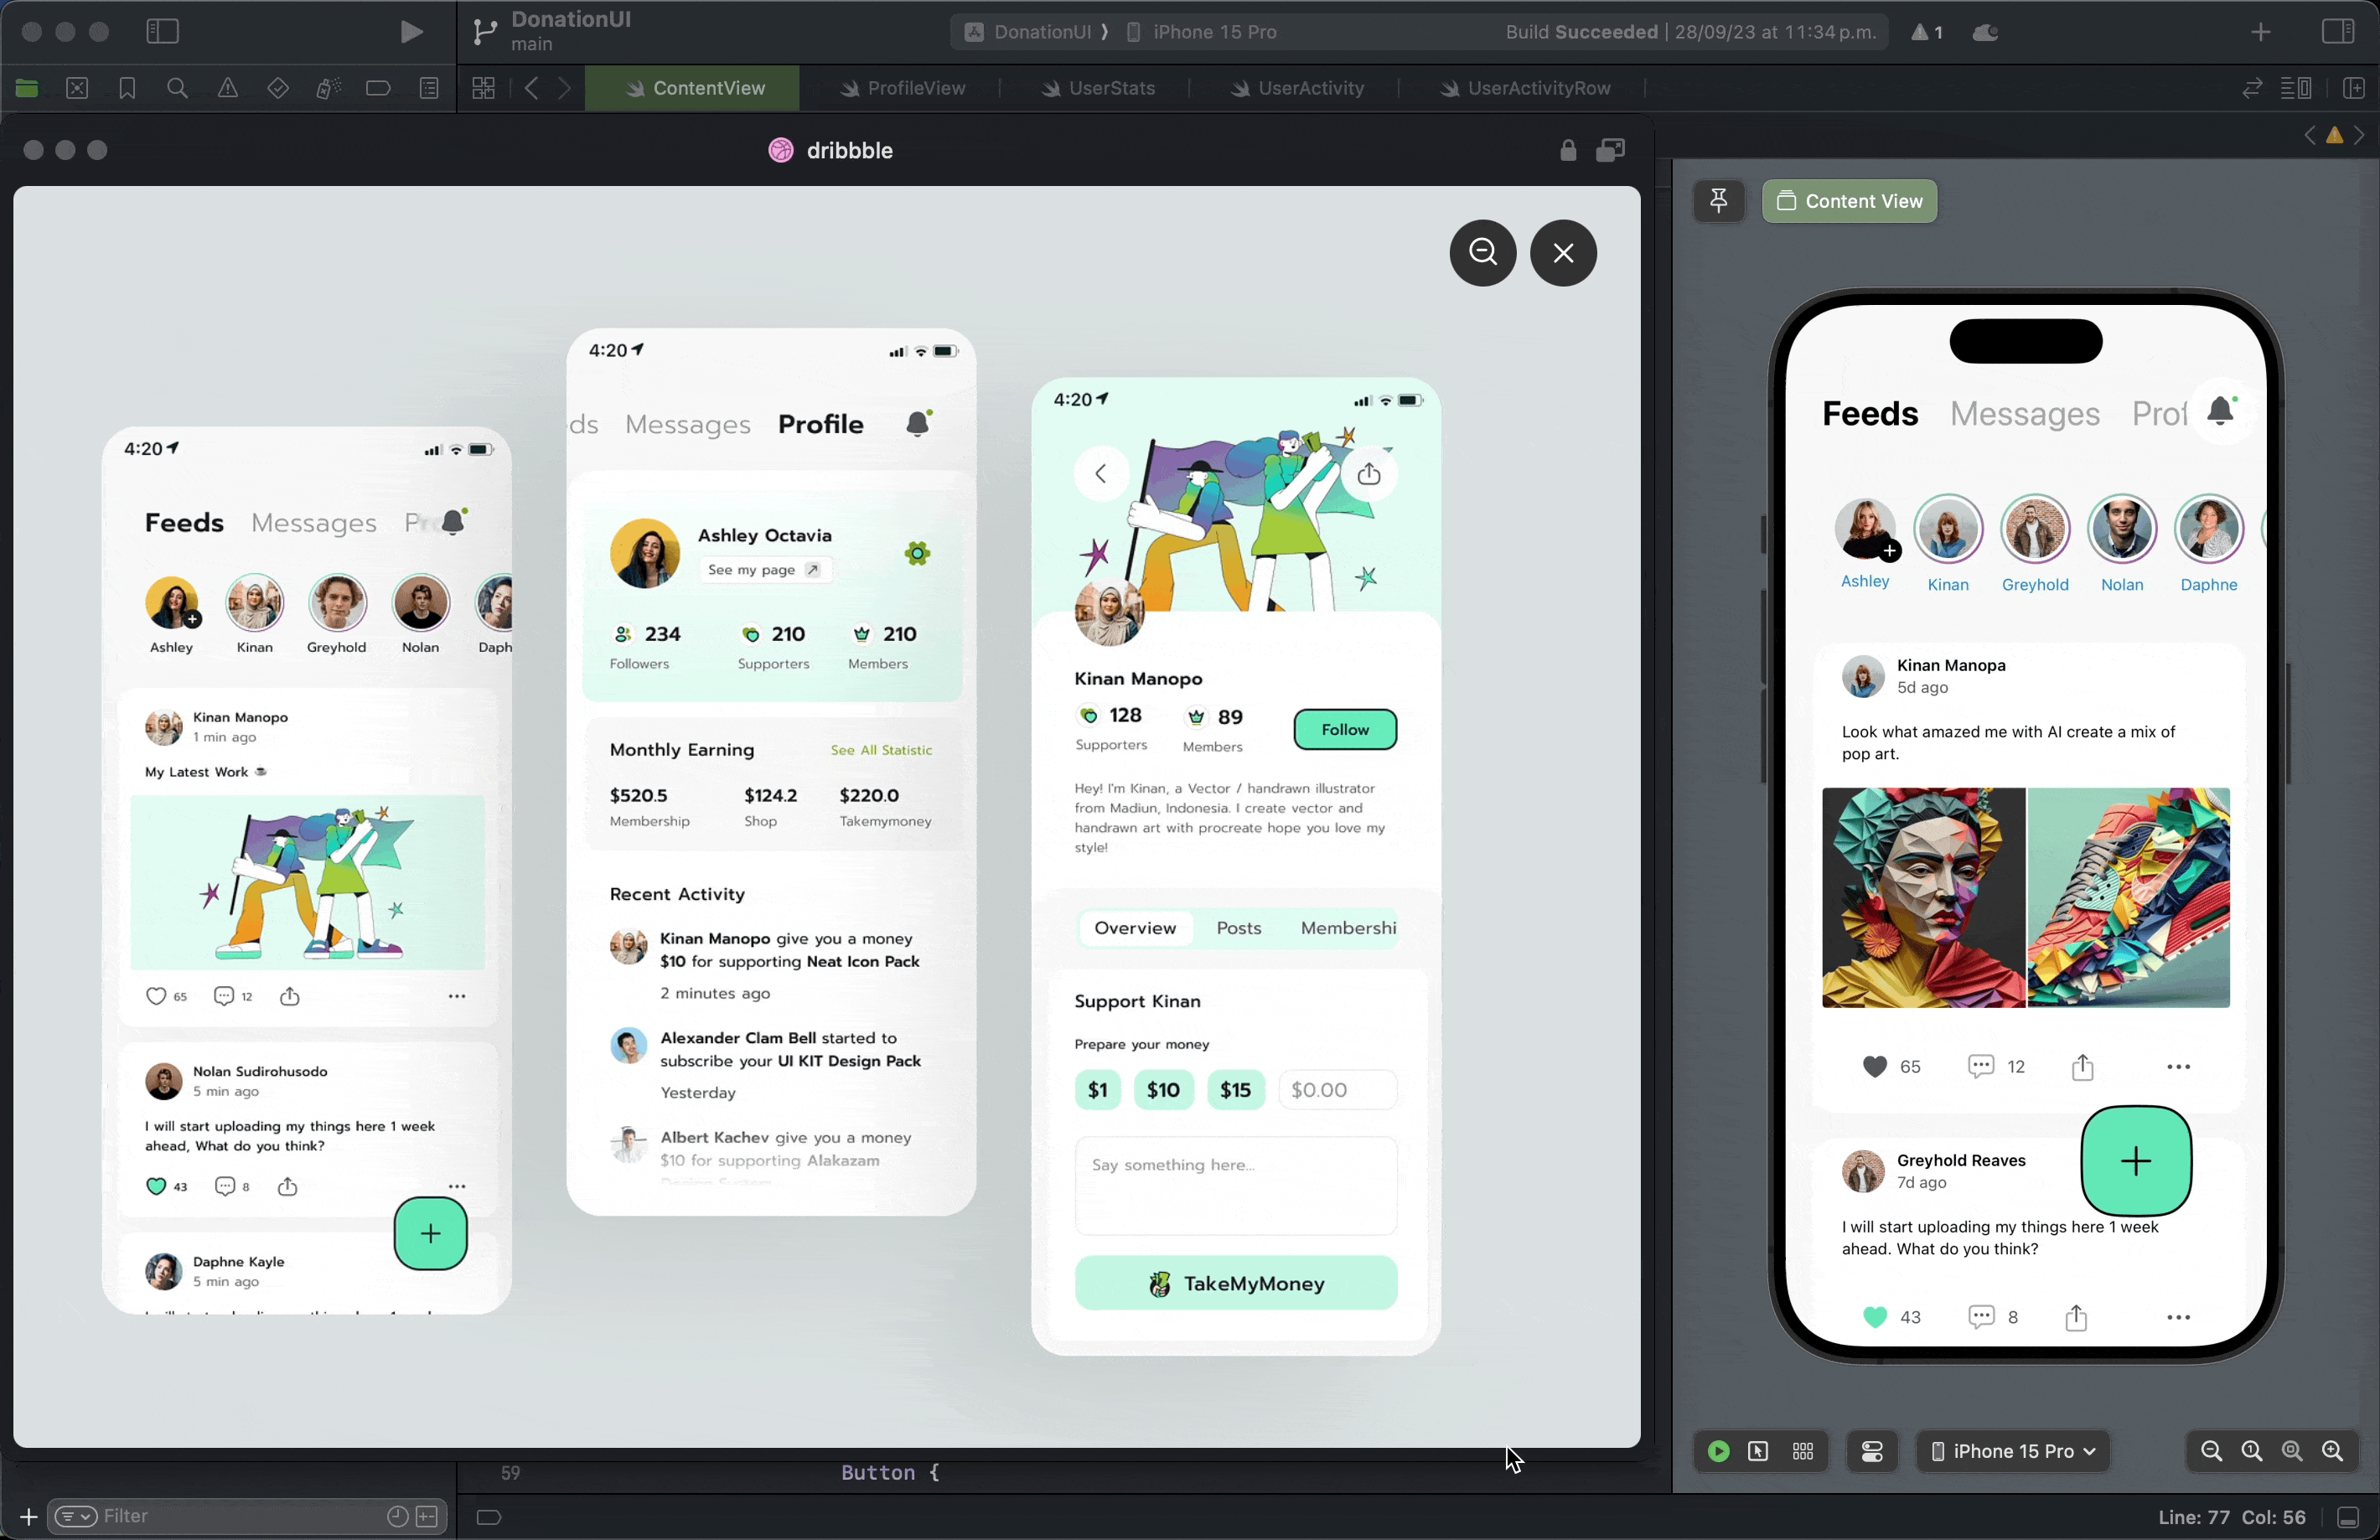 DonationUI
main
DonationUI ⟩ iPhone 15 Pro
Build Succeeded | 28/09/23 at 11:34 p.m.
1
ContentView
ProfileView
UserStats
UserActivity
UserActivityRow
dribbble
4:20
Feeds Messages Pro
Ashley Kinan Greyhold Nolan Daph
Kinan Manopo
1 min ago
My Latest Work ☕
65 12
Nolan Sudirohusodo
5 min ago
I will start uploading my things here 1 week
ahead, What do you think?
43 8
+
Daphne Kayle
5 min ago
4:20
ds Messages Profile
Ashley Octavia
See my page
234 210 210
Followers Supporters Members
Monthly Earning See All Statistic
$520.5 $124.2 $220.0
Membership Shop Takemymoney
Recent Activity
Kinan Manopo give you a money
$10 for supporting Neat Icon Pack
2 minutes ago
Alexander Clam Bell started to
subscribe your UI KIT Design Pack
Yesterday
Albert Kachev give you a money
$10 for supporting Alakazam
4:20
Kinan Manopo
128 89
Supporters Members
Follow
Hey! I'm Kinan, a Vector / handrawn illustrator
from Madiun, Indonesia. I create vector and
handrawn art with procreate hope you love my
style!
Overview Posts Membershi
Support Kinan
Prepare your money
$1 $10 $15 $0.00
Say something here...
TakeMyMoney
Content View
Feeds Messages Prof
Ashley Kinan Greyhold Nolan Daphne
Kinan Manopa
5d ago
Look what amazed me with AI create a mix of
pop art.
65 12
Greyhold Reaves
7d ago
I will start uploading my things here 1 week
ahead. What do you think?
43 8
iPhone 15 Pro
59 Button {
Filter
Line: 77 Col: 56